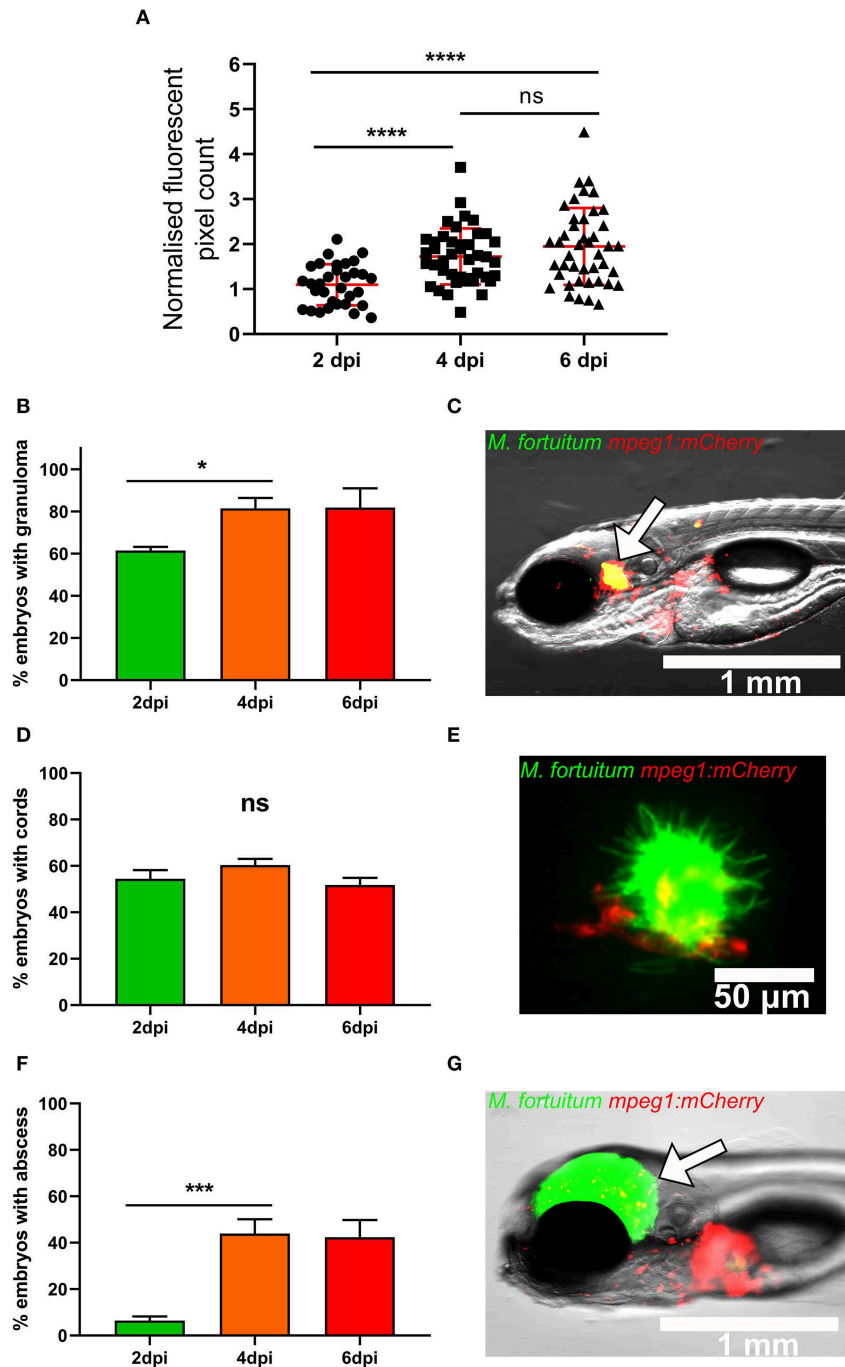 A
****
ns
****
Normalised fluorescent
pixel count
6
5
4
3
2
1
0
2 dpi 4 dpi 6 dpi
B
% embryos with granuloma
100
80
60
40
20
0
*
2dpi 4dpi 6dpi
C
M. fortuitum mpeg1:mCherry
1 mm
D
% embryos with cords
100
80
60
40
20
0
ns
2dpi 4dpi 6dpi
E
M. fortuitum mpeg1:mCherry
50 µm
F
% embryos with abscess
100
80
60
40
20
0
***
2dpi 4dpi 6dpi
G
M. fortuitum mpeg1:mCherry
1 mm